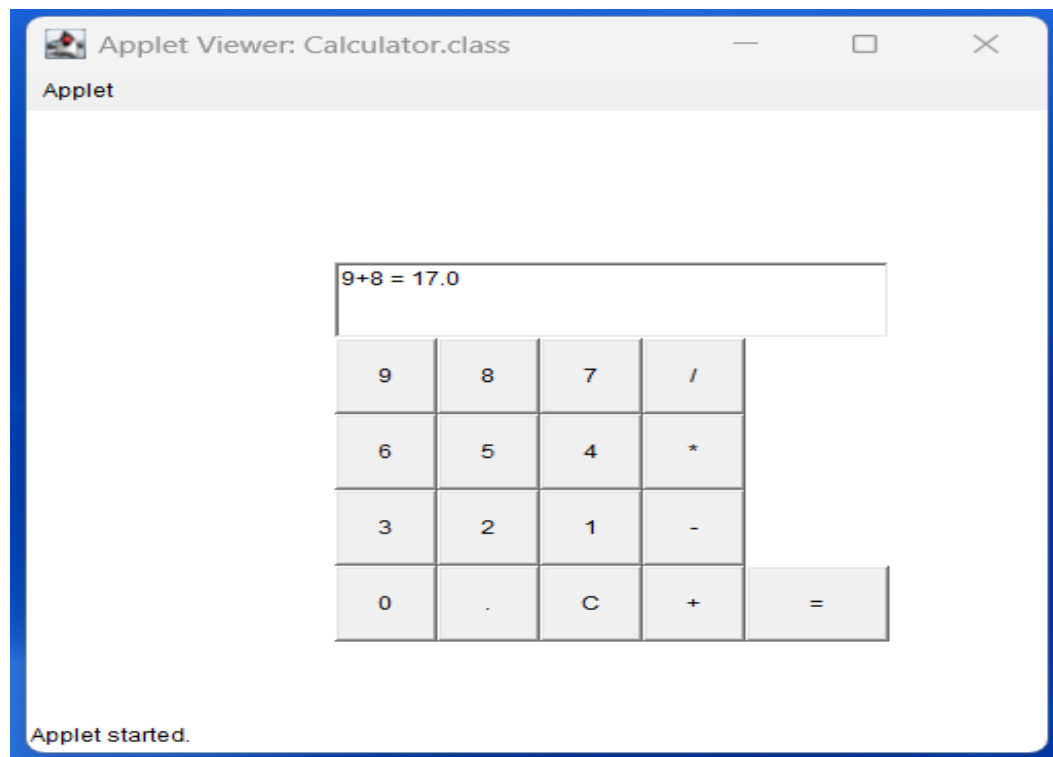 Applet Viewer: Calculator.class
Applet
9+8 = 17.0
9 8 7 /
6 5 4 *
3 2 1 -
0 . C + =
Applet started.